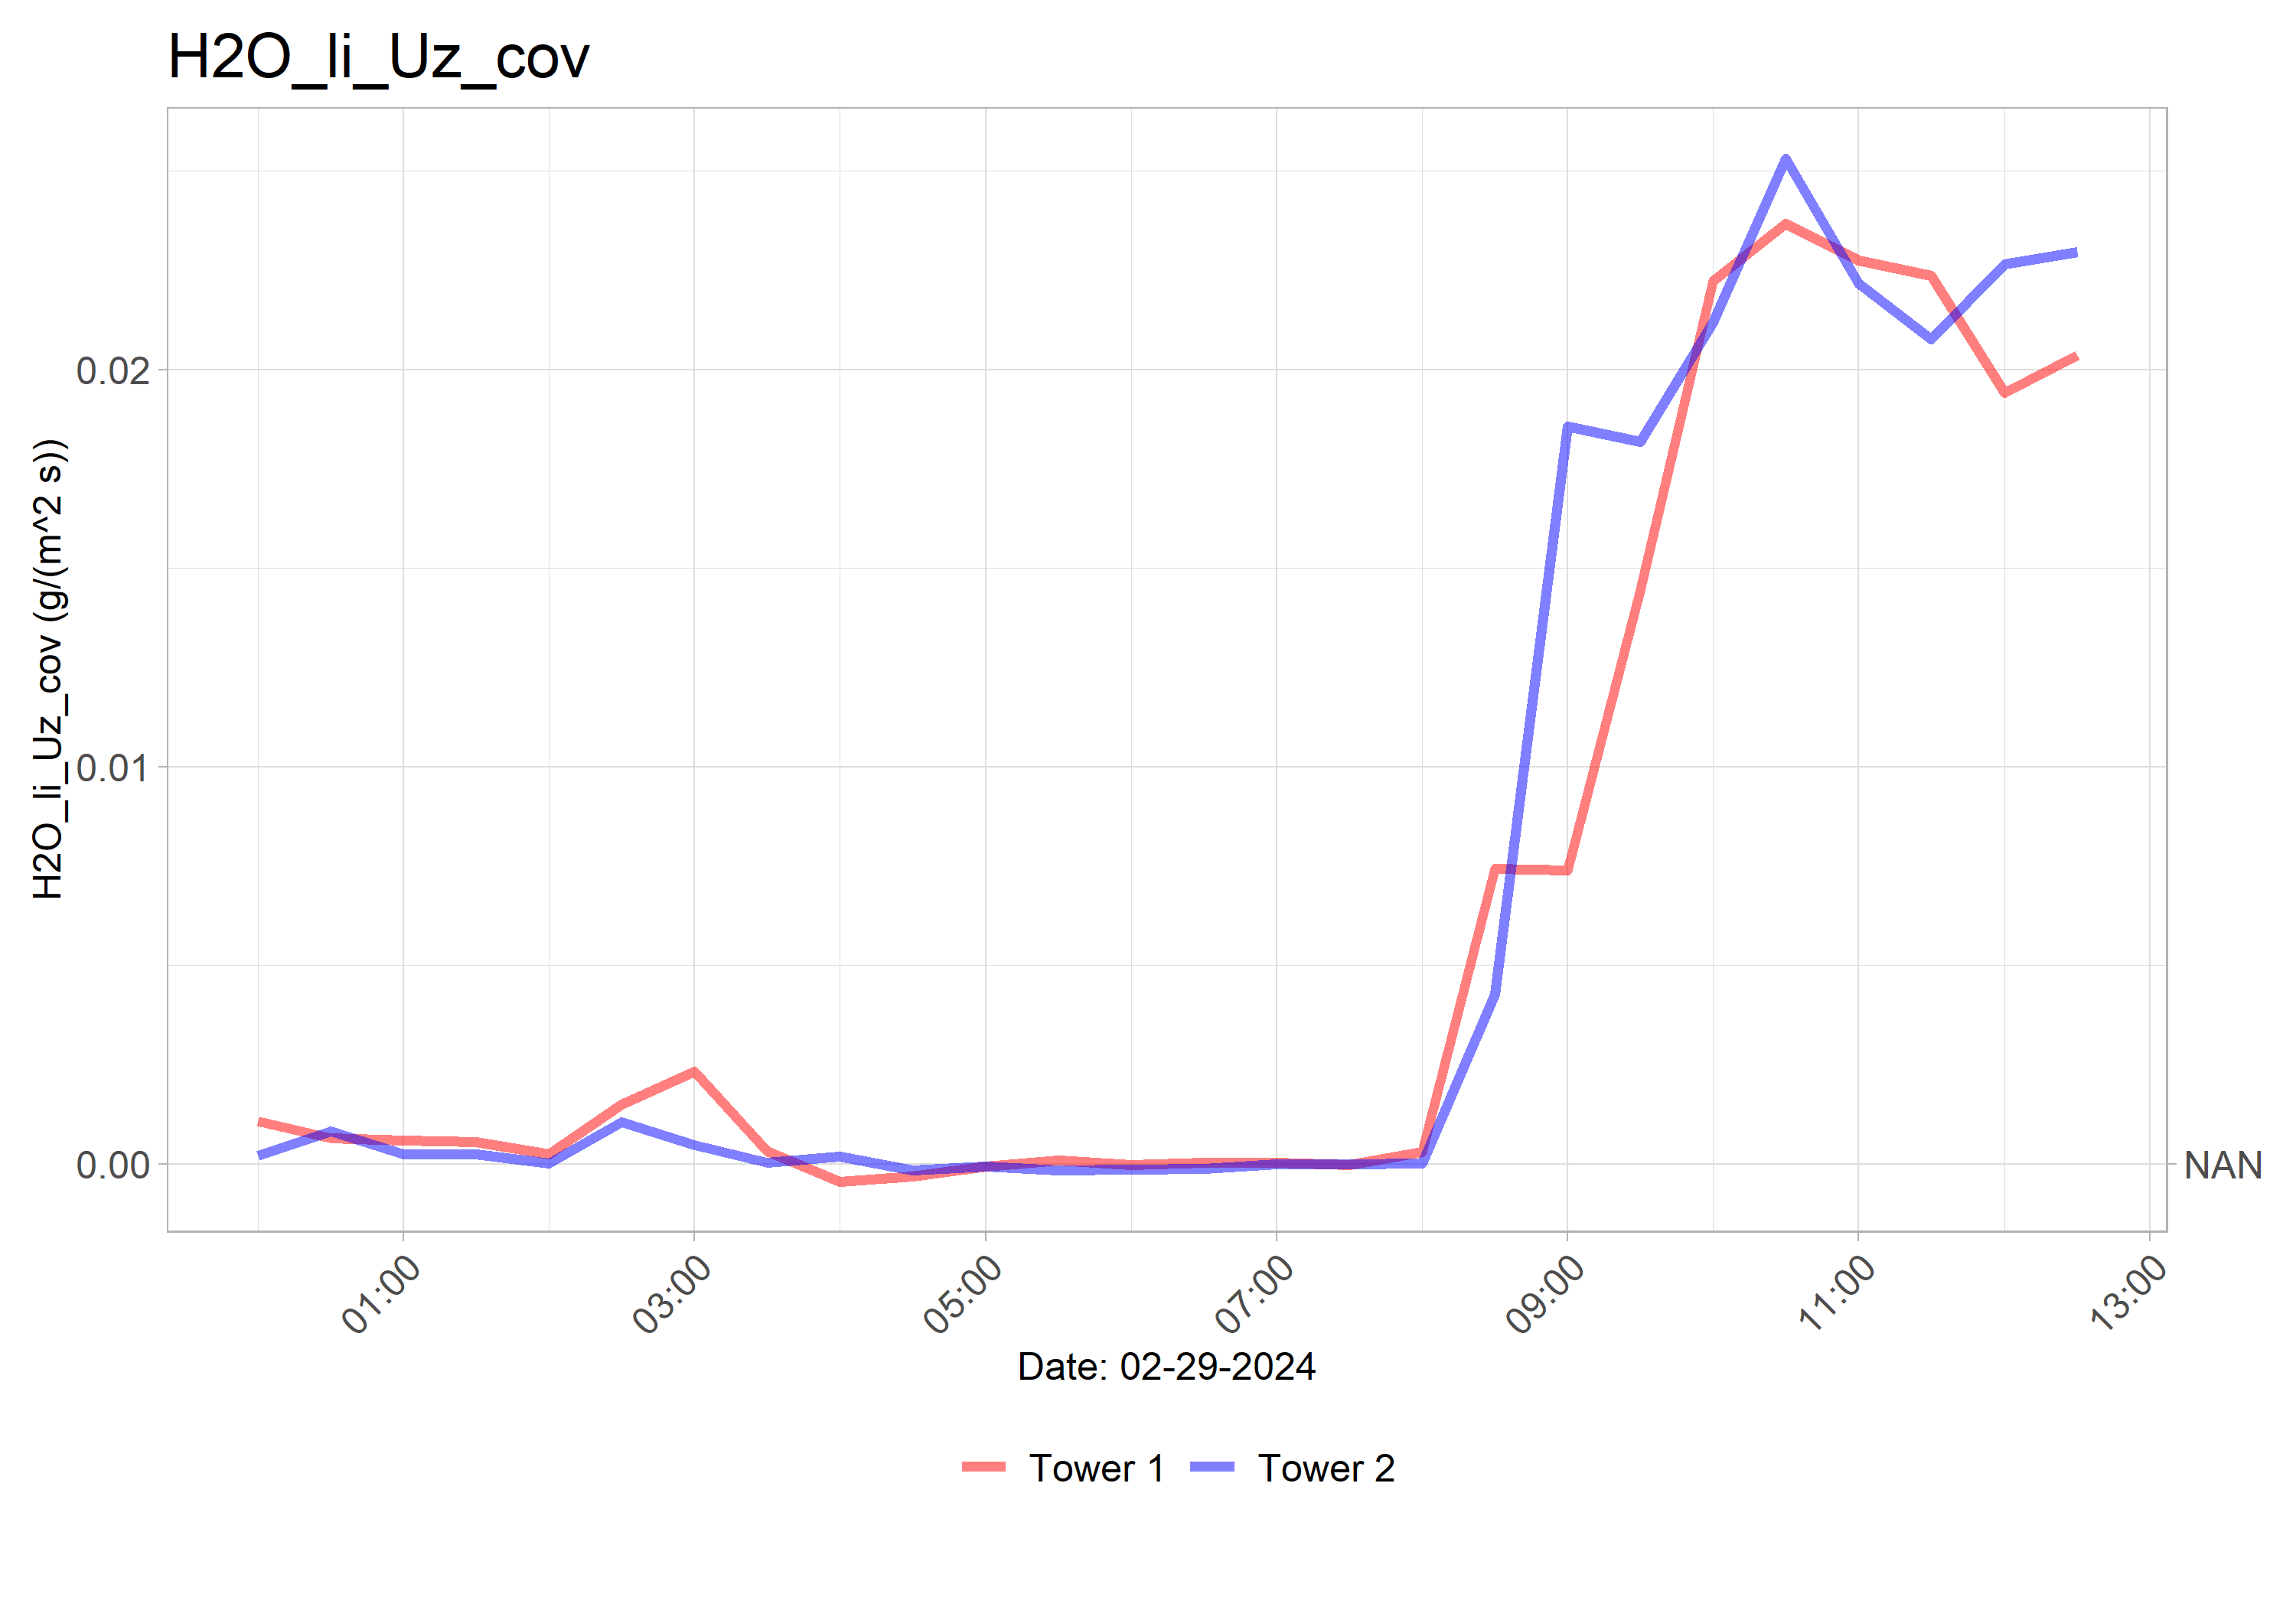 H2O_li_Uz_cov
H2O_li_Uz_cov (g/(m^2 s))
0.02
0.01
0.00
NAN
01:00
03:00
05:00
07:00
09:00
11:00
13:00
Date: 02-29-2024
Tower 1
Tower 2